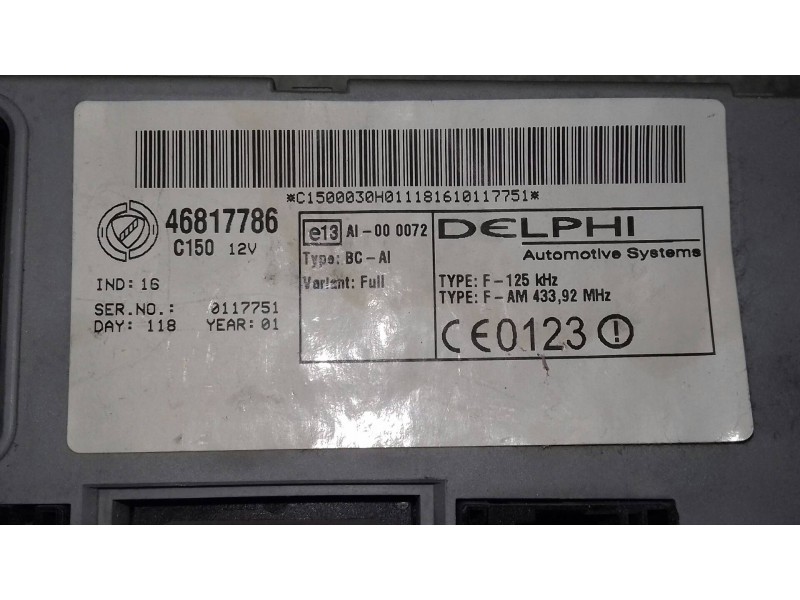 *C1500030H011181610117751*
46817786
C150 12V
IND: 16
SER.NO.: 0117751
DAY: 118 YEAR: 01
e13 AI-00 0072
Type: BC-AI
Variant: Full
DELPHI
Automotive Systems
TYPE: F-125 kHz
TYPE: F-AM 433,92 MHz
CE0123